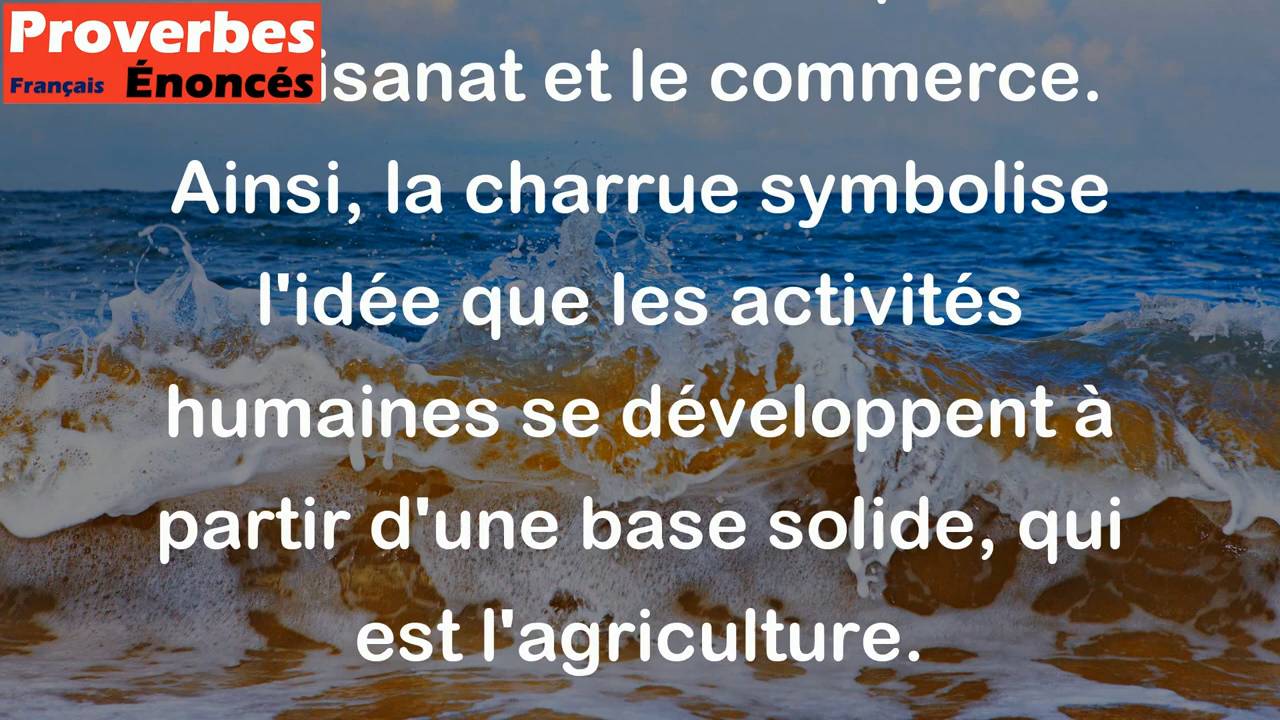 Proverbes
Français Énoncés
isanat et le commerce.
Ainsi, la charrue symbolise
l'idée que les activités
humaines se développent à
partir d'une base solide, qui
est l'agriculture.